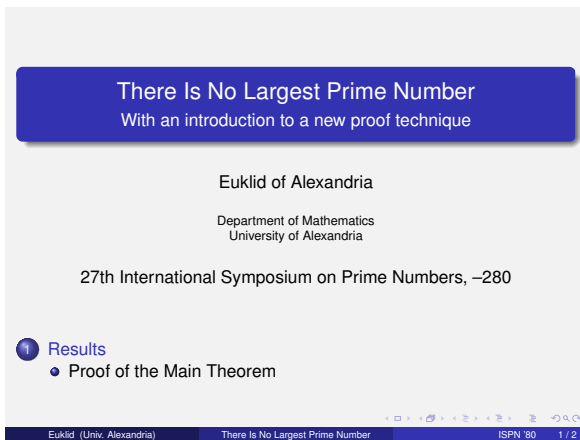 There Is No Largest Prime Number
With an introduction to a new proof technique
Euklid of Alexandria
Department of Mathematics
University of Alexandria
27th International Symposium on Prime Numbers, –280
1 Results
Proof of the Main Theorem
Euklid (Univ. Alexandria) There Is No Largest Prime Number ISPN ’80 1 / 2